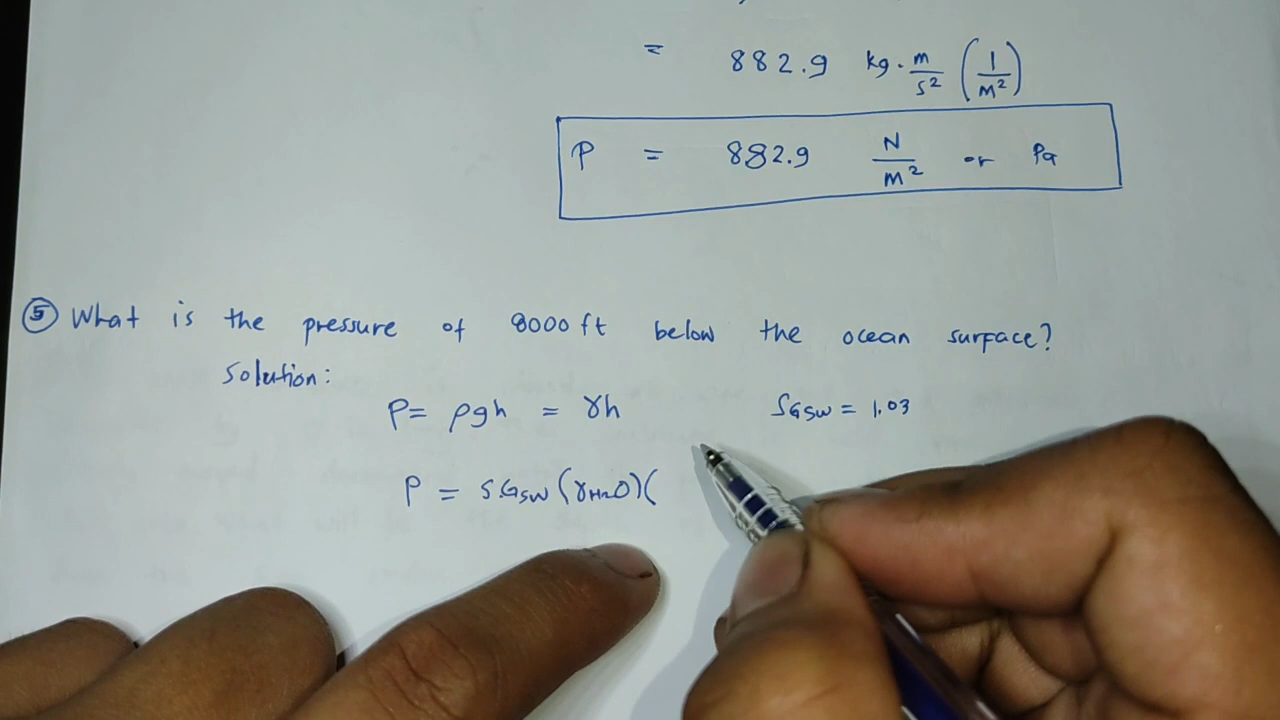 = 882.9 kg · m/s² (1/m²)
P = 882.9 N/m² or Pa
⑤ What is the pressure of 8000 ft below the ocean surface?
Solution:
P = ρgh = γh SGsw = 1.03
P = SGsw (γH2O)(